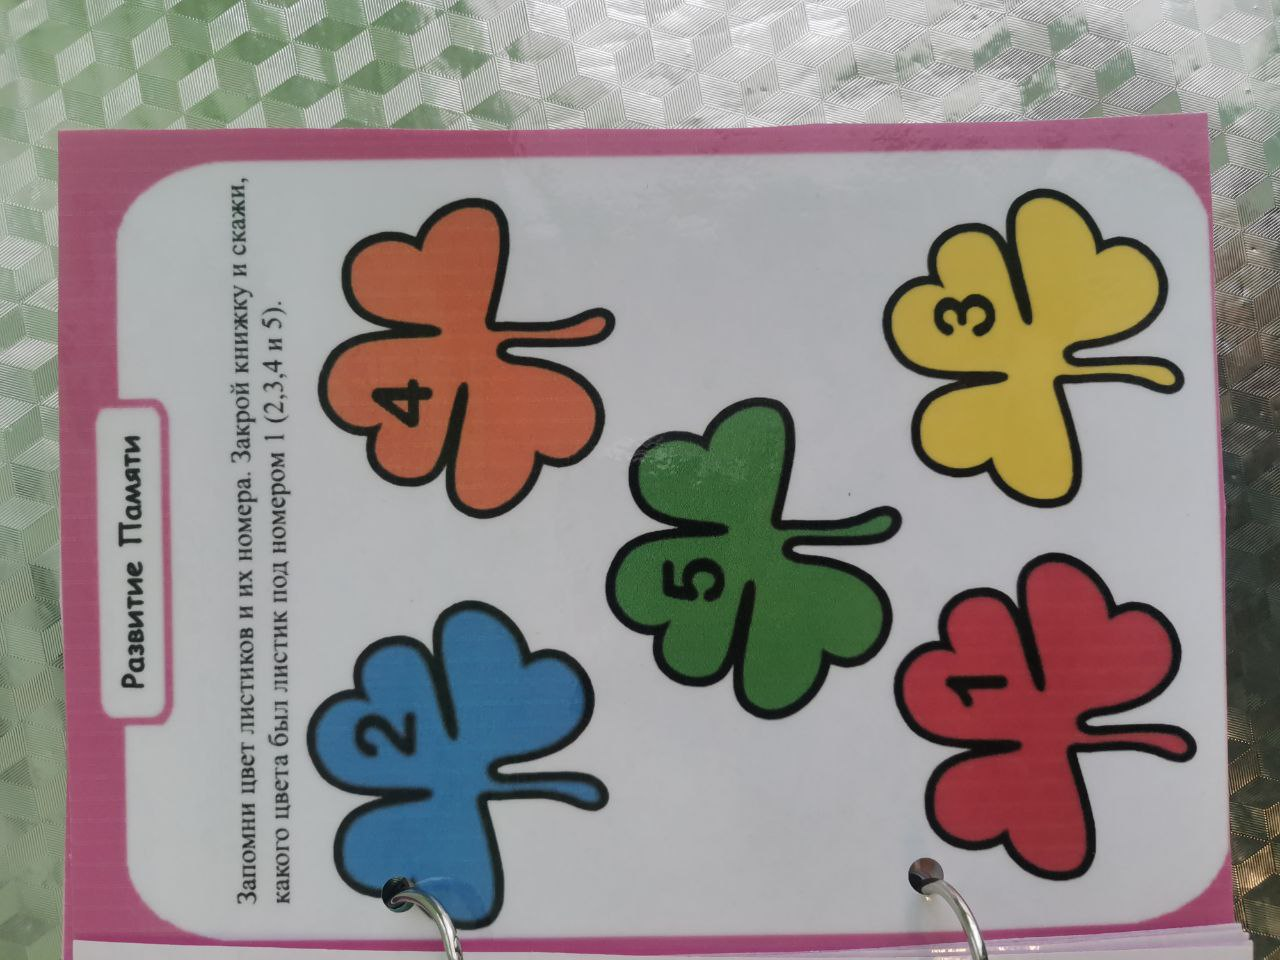 Развитие Памяти
Запомни цвет листиков и их номера. Закрой книжку и скажи,
какого цвета был листик под номером 1 (2,3,4 и 5).
2
4
5
1
3